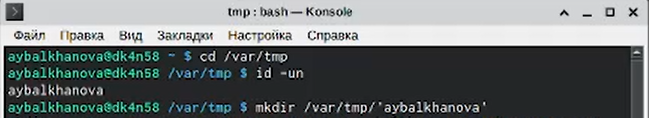 tmp : bash — Konsole
Файл Правка Вид Закладки Настройка Справка
aybalkhanova@dk4n58 ~ $ cd /var/tmp
aybalkhanova@dk4n58 /var/tmp $ id -un
aybalkhanova
aybalkhanova@dk4n58 /var/tmp $ mkdir /var/tmp/'aybalkhanova'